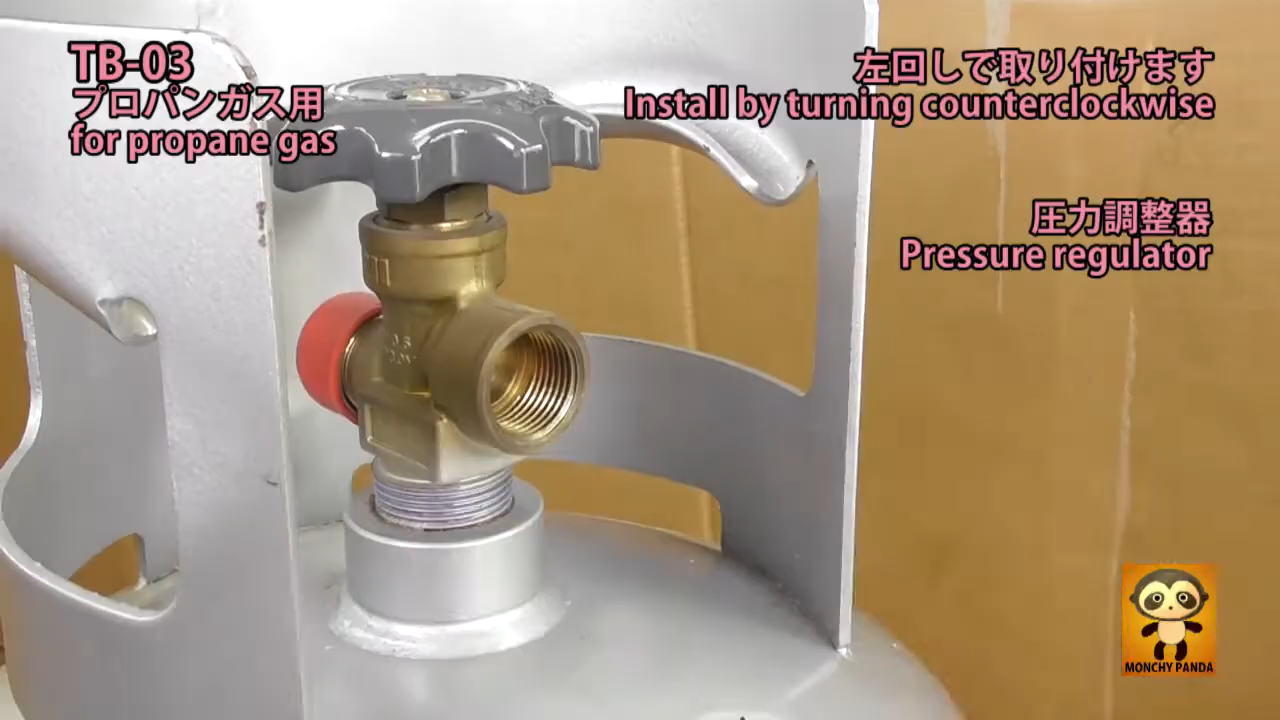 TB-03
プロパンガス用
for propane gas
左回しで取り付けます
Install by turning counterclockwise
圧力調整器
Pressure regulator
MONCHY PANDA